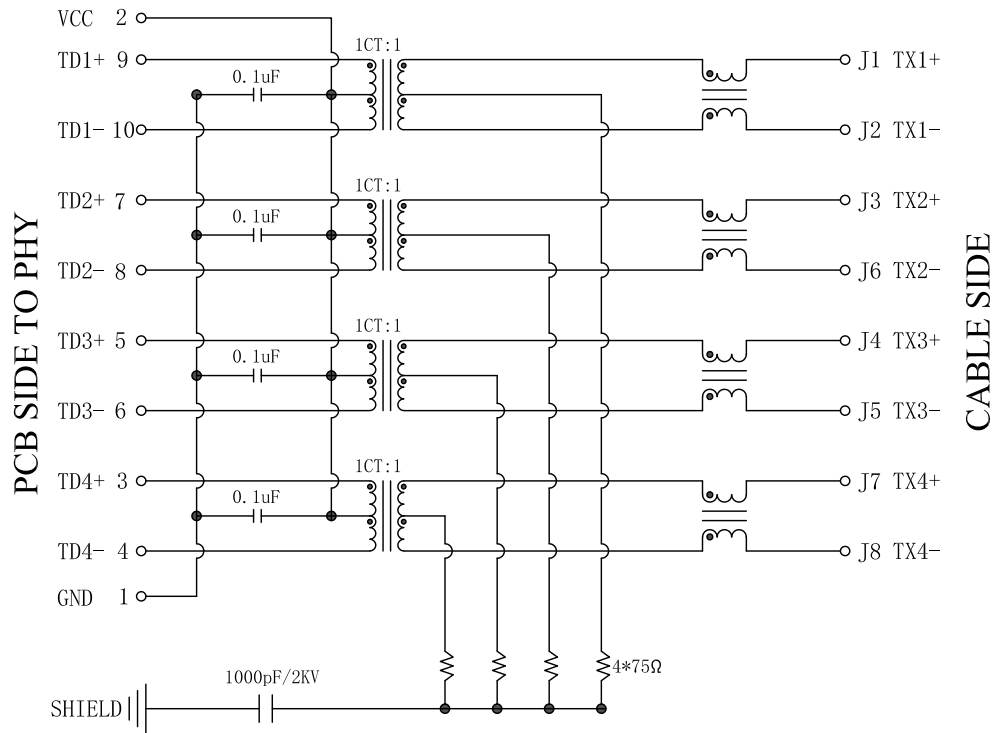 VCC 2
1CT:1
TD1+ 9
J1 TX1+
0.1uF
TD1- 10
J2 TX1-
1CT:1
TD2+ 7
J3 TX2+
0.1uF
TD2- 8
J6 TX2-
PCB SIDE TO PHY
CABLE SIDE
1CT:1
TD3+ 5
J4 TX3+
0.1uF
TD3- 6
J5 TX3-
1CT:1
TD4+ 3
J7 TX4+
0.1uF
TD4- 4
J8 TX4-
GND 1
1000pF/2KV
4*75Ω
SHIELD